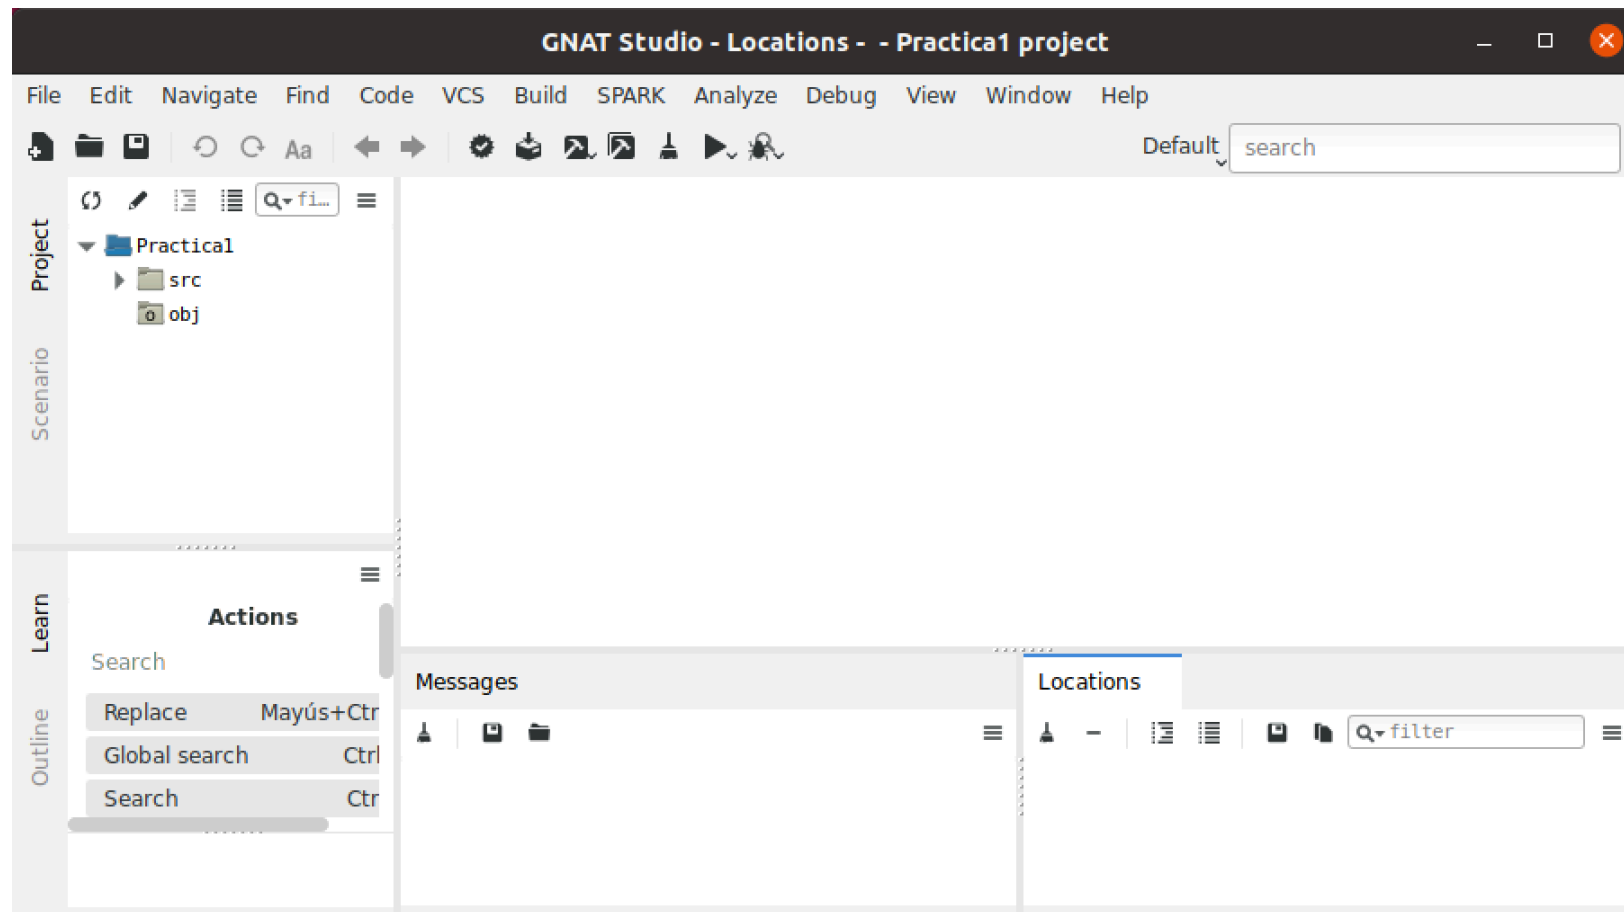 GNAT Studio - Locations -  - Practica1 project
File Edit Navigate Find Code VCS Build SPARK Analyze Debug View Window Help
Aa
Default search
Project
Scenario
fi…
Practica1
src
o obj
Learn
Outline
Actions
Search
Replace Mayús+Ctr
Global search Ctrl
Search Ctr
Messages
Locations
filter